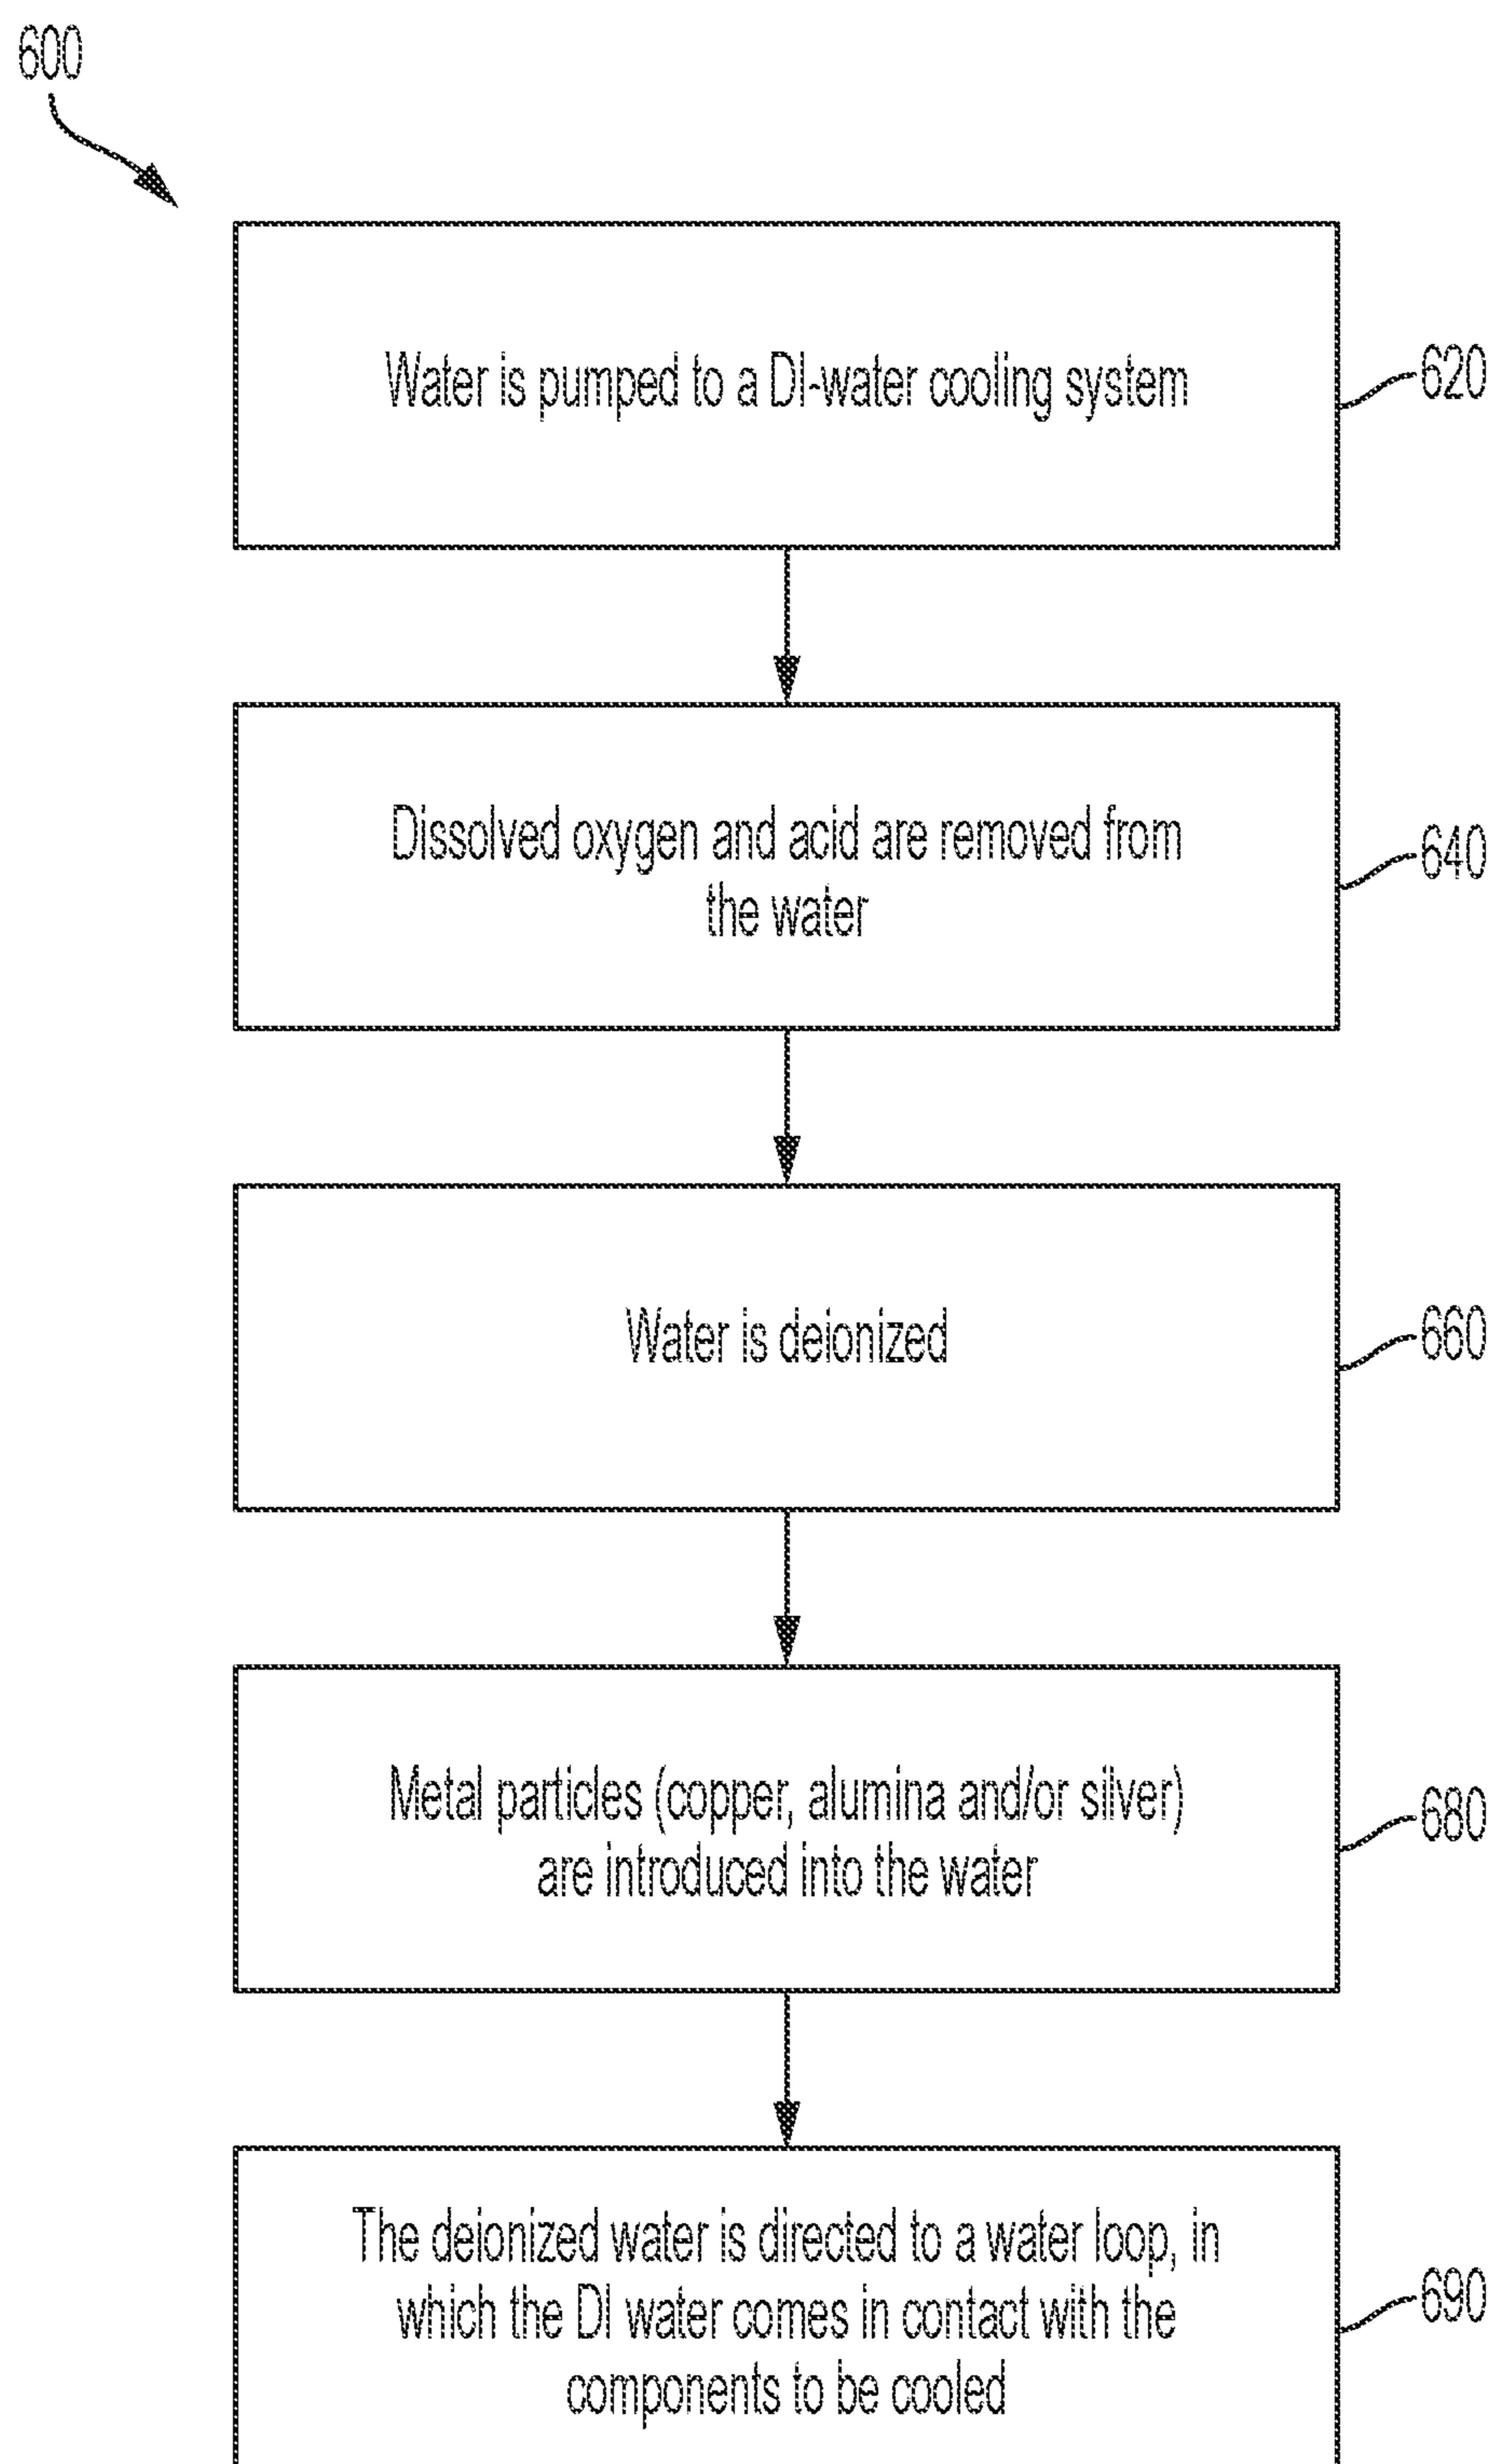 600
Water is pumped to a DI-water cooling system
620
Dissolved oxygen and acid are removed from
the water
640
Water is deionized
660
Metal particles (copper, alumina and/or silver)
are introduced into the water
680
The deionized water is directed to a water loop, in
which the DI water comes in contact with the
components to be cooled
690